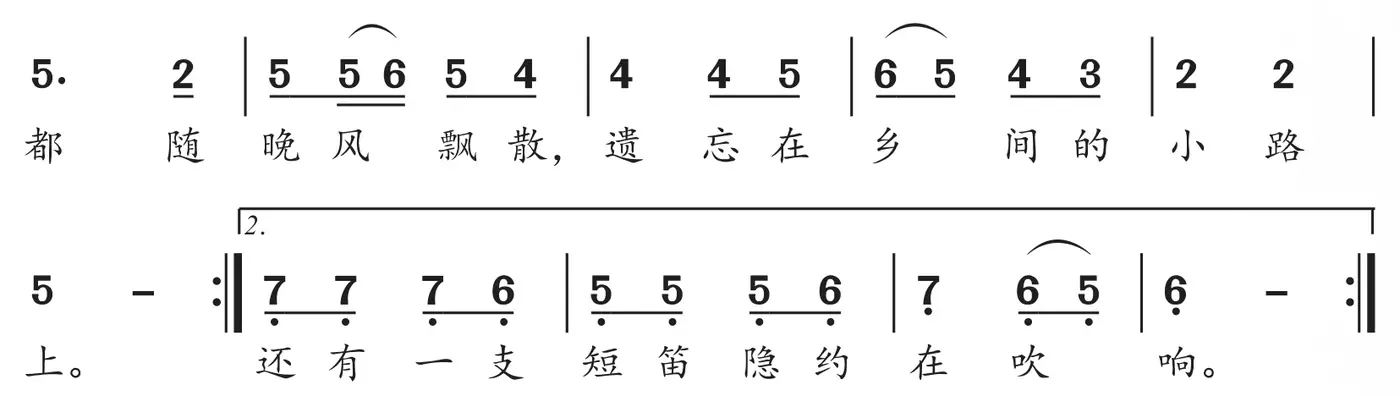 5. 2 | 5 5 6 5 4 | 4 4 5 | 6 5 4 3 | 2 2 |
都 随 晚 风 飘 散， 遗 忘 在 乡 间 的 小 路
2.
5 – :| 7 7 7 6 | 5 5 5 6 | 7 6 5 | 6 – :|
上。 还 有 一 支 短 笛 隐 约 在 吹 响。